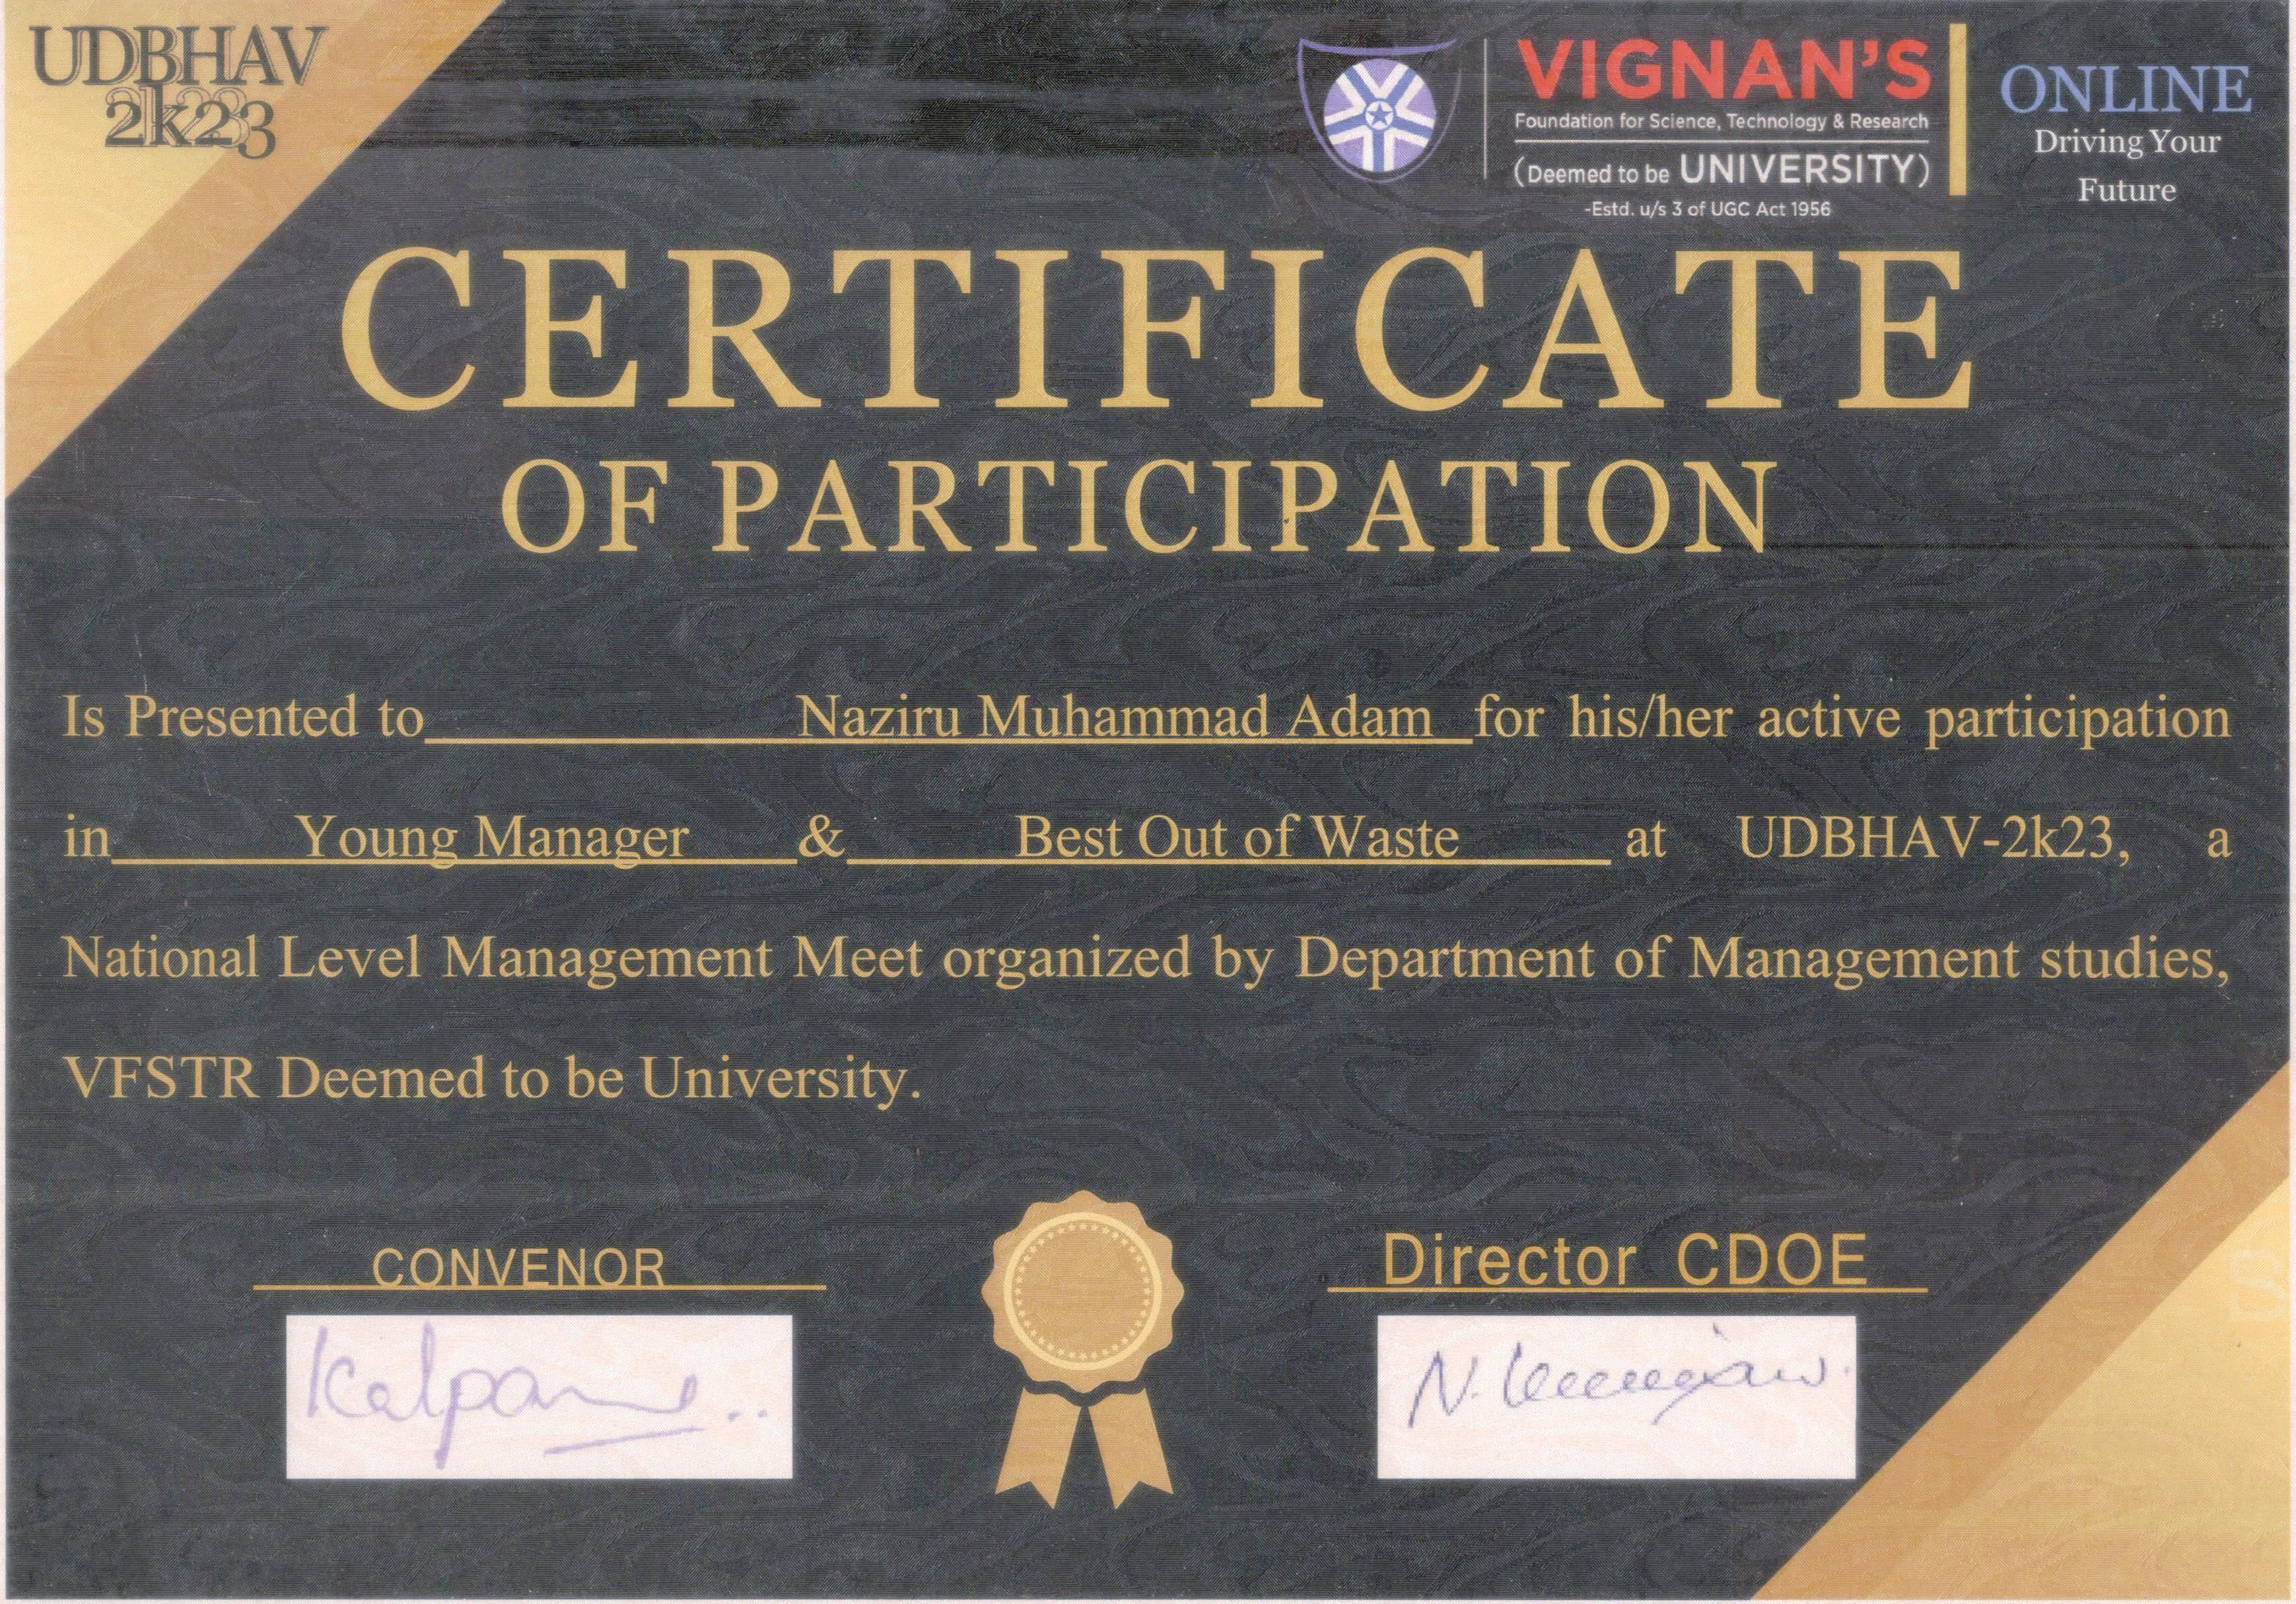 UDBHAV
2k23
VIGNAN'S
Foundation for Science, Technology & Research
(Deemed to be UNIVERSITY)
-Estd. u/s 3 of UGC Act 1956
ONLINE
Driving Your
Future
CERTIFICATE
OF PARTICIPATION
Is Presented to Naziru Muhammad Adam for his/her active participation
in Young Manager & Best Out of Waste at UDBHAV-2k23, a
National Level Management Meet organized by Department of Management studies,
VFSTR Deemed to be University.
CONVENOR
Director CDOE